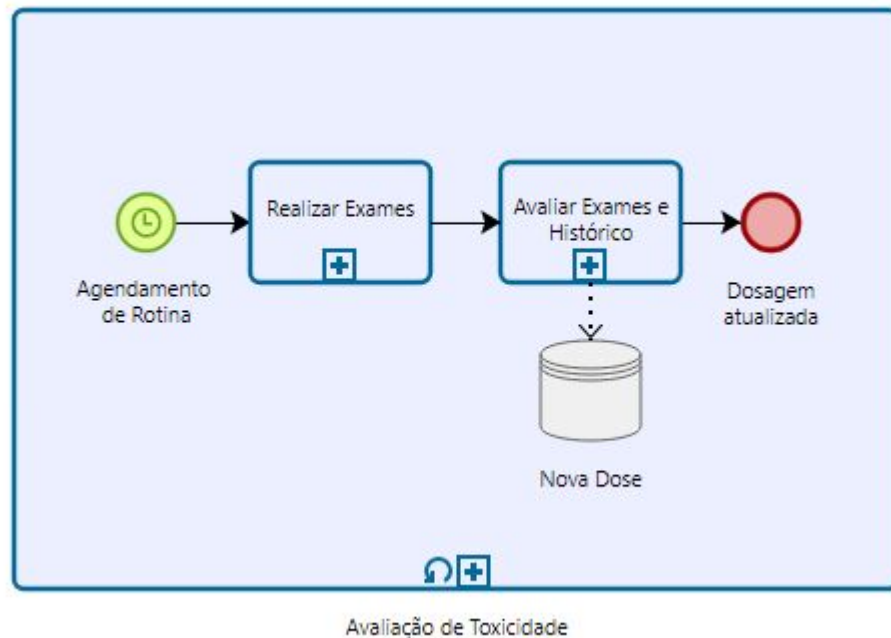 Realizar Exames
Avaliar Exames e
Histórico
Agendamento
de Rotina
Dosagem
atualizada
Nova Dose
Avaliação de Toxicidade